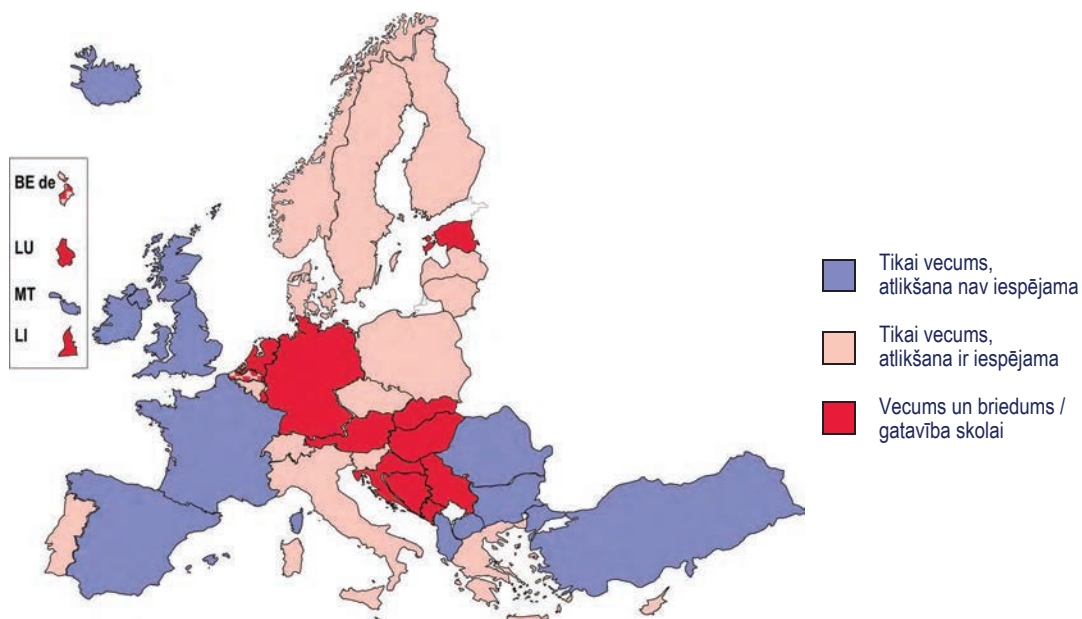 BE de
LU
MT
LI
Tikai vecums,
atlikšana nav iespējama
Tikai vecums,
atlikšana ir iespējama
Vecums un briedums /
gatavība skolai